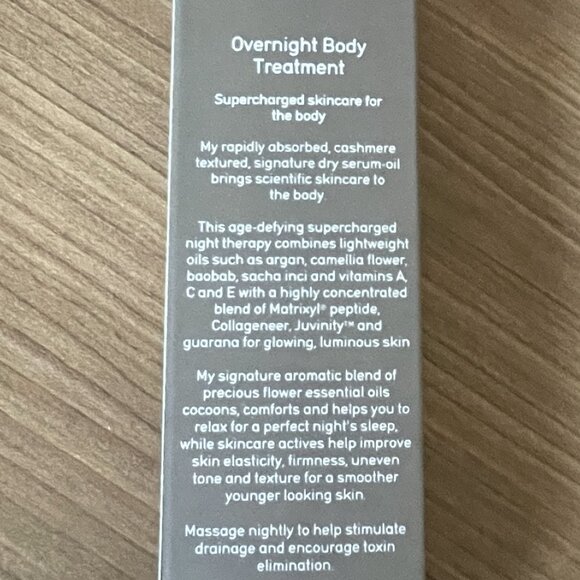 Overnight Body
Treatment
Supercharged skincare for
the body
My rapidly absorbed, cashmere
textured, signature dry serum-oil
brings scientific skincare to
the body.
This age-defying supercharged
night therapy combines lightweight
oils such as argan, camellia flower,
baobab, sacha inci and vitamins A,
C and E with a highly concentrated
blend of Matrixyl® peptide,
Collageneer, Juvinity™ and
guarana for glowing, luminous skin
My signature aromatic blend of
precious flower essential oils
cocoons, comforts and helps you to
relax for a perfect night's sleep,
while skincare actives help improve
skin elasticity, firmness, uneven
tone and texture for a smoother
younger looking skin.
Massage nightly to help stimulate
drainage and encourage toxin
elimination.